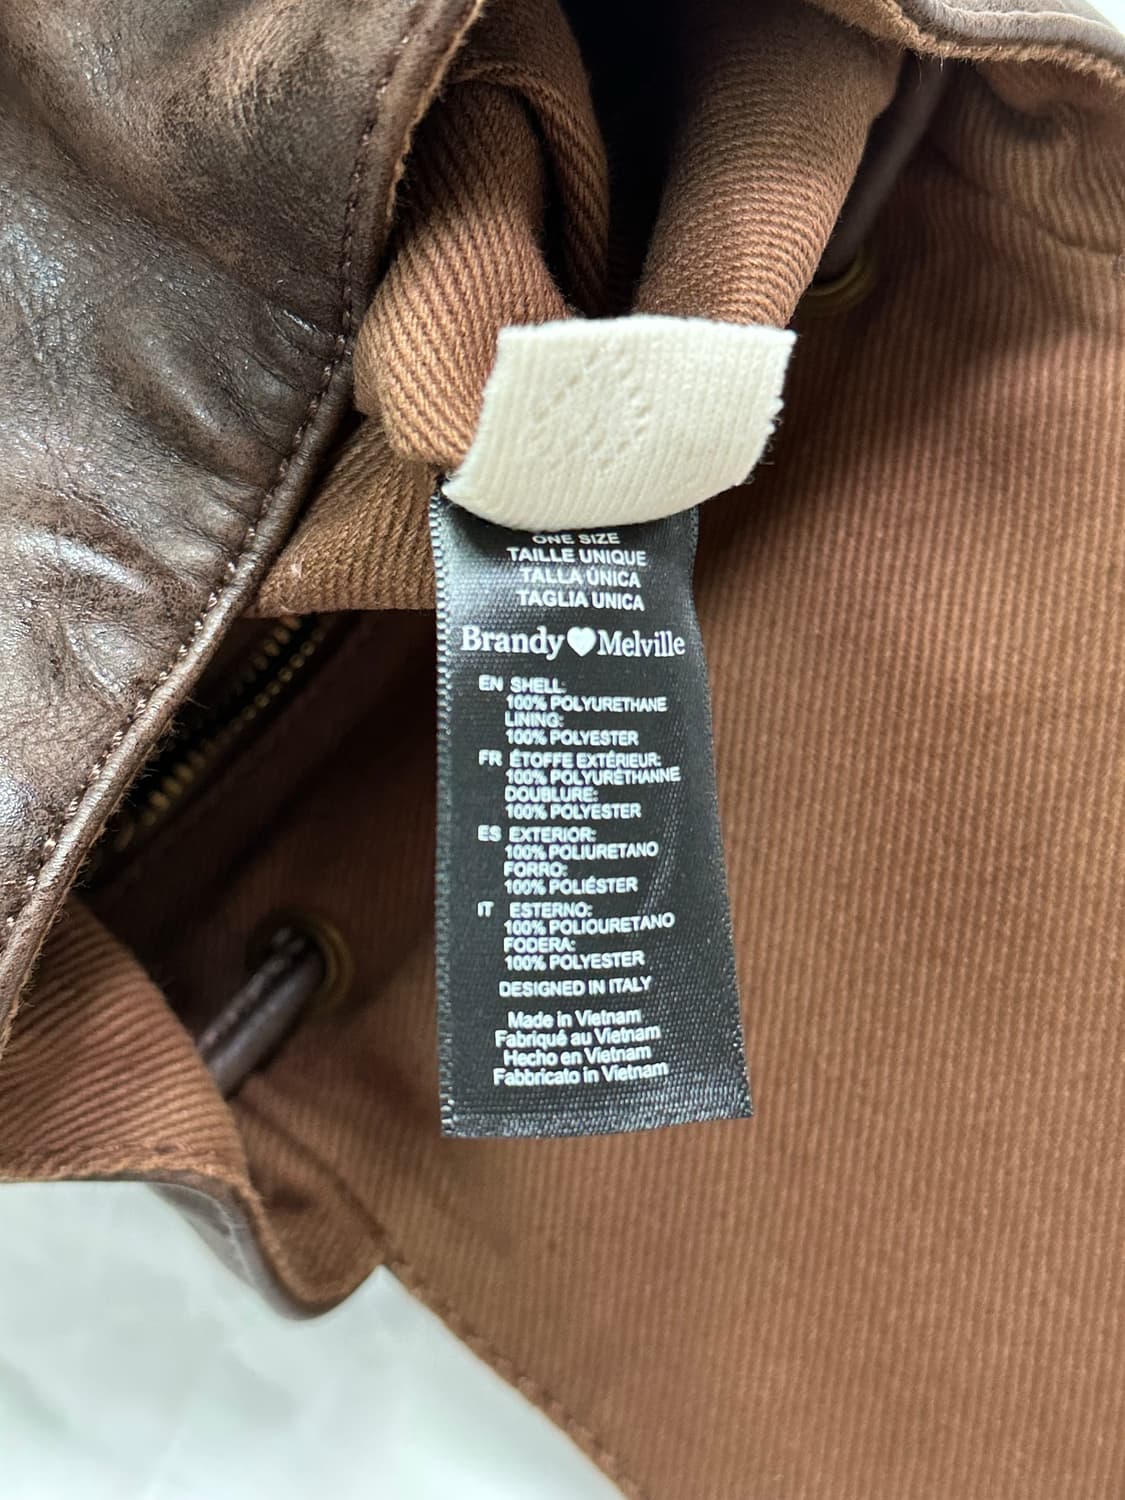 ONE SIZE
TAILLE UNIQUE
TALLA ÚNICA
TAGLIA UNICA
Brandy♥Melville
EN SHELL:
100% POLYURETHANE
LINING:
100% POLYESTER
FR ÉTOFFE EXTÉRIEUR:
100% POLYURÉTHANNE
DOUBLURE:
100% POLYESTER
ES EXTERIOR:
100% POLIURETANO
FORRO:
100% POLIÉSTER
IT ESTERNO:
100% POLIOURETANO
FODERA:
100% POLYESTER
DESIGNED IN ITALY
Made in Vietnam
Fabriqué au Vietnam
Hecho en Vietnam
Fabbricato in Vietnam